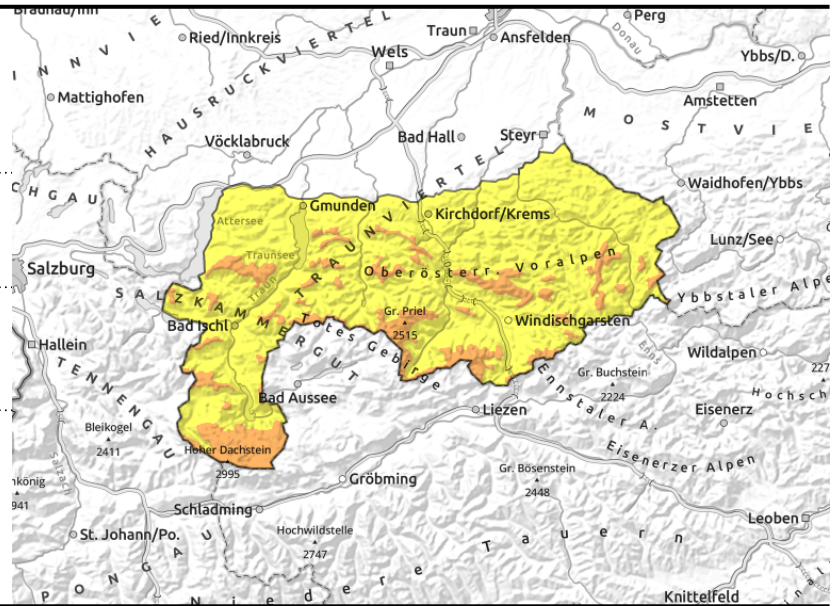 Braunau/Inn
Perg
Ried/Innkreis
Traun
Ansfelden
Donau
INNVIE
HAUSRUCKVIERTEL
Wels
Ybbs/D.
Mattighofen
Amstetten
MOSTVIE
Vöcklabruck
Bad Hall
Steyr
CHGAU
Waidhofen/Ybbs
Gmunden
Kirchdorf/Krems
Attersee
TRAUNVIERTEL
Lunz/See
Traunsee
Traun
Oberösterr. Voralpen
Salzburg
SALZKAMMERGUT
Ybbstaler Alpe
Gr. Priel
2515
Windischgarsten
Bad Ischl
Totes Gebirge
Hallein
Enns
Wildalpen
TENNENGAU
Gr. Buchstein
2224
227
Hochsch
Bad Aussee
Ennstaler A.
Liezen
Eisenerz
Bleikogel
2411
Hoher Dachstein
2995
Eisenerzer Alpen
Salzach
Gröbming
Gr. Bösenstein
2448
nkönig
941
Schladming
Leoben
St. Johann/Po.
Hochwildstelle
2747
PONGAU
Niedere Tauern
Knittelfeld